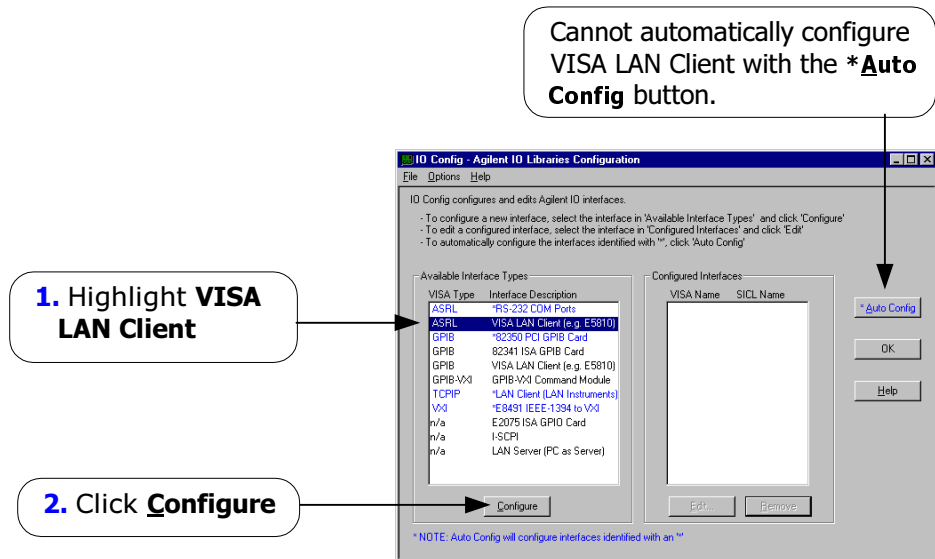 Cannot automatically configure
VISA LAN Client with the *Auto
Config button.
IO Config - Agilent IO Libraries Configuration
File Options Help
IO Config configures and edits Agilent IO interfaces.
- To configure a new interface, select the interface in 'Available Interface Types' and click 'Configure'
- To edit a configured interface, select the interface in 'Configured Interfaces' and click 'Edit'
- To automatically configure the interfaces identified with '*', click 'Auto Config'
Available Interface Types
VISA Type Interface Description
ASRL *RS-232 COM Ports
ASRL VISA LAN Client (e.g. E5810)
GPIB *82350 PCI GPIB Card
GPIB 82341 ISA GPIB Card
GPIB VISA LAN Client (e.g. E5810)
GPIB-VXI GPIB-VXI Command Module
TCPIP *LAN Client (LAN Instruments)
VXI *E8491 IEEE-1394 to VXI
n/a E2075 ISA GPIO Card
n/a I-SCPI
n/a LAN Server (PC as Server)
Configure
Configured Interfaces
VISA Name SICL Name
Edit... Remove
*Auto Config
OK
Help
* NOTE: Auto Config will configure interfaces identified with an '*'
1. Highlight VISA
LAN Client
2. Click Configure